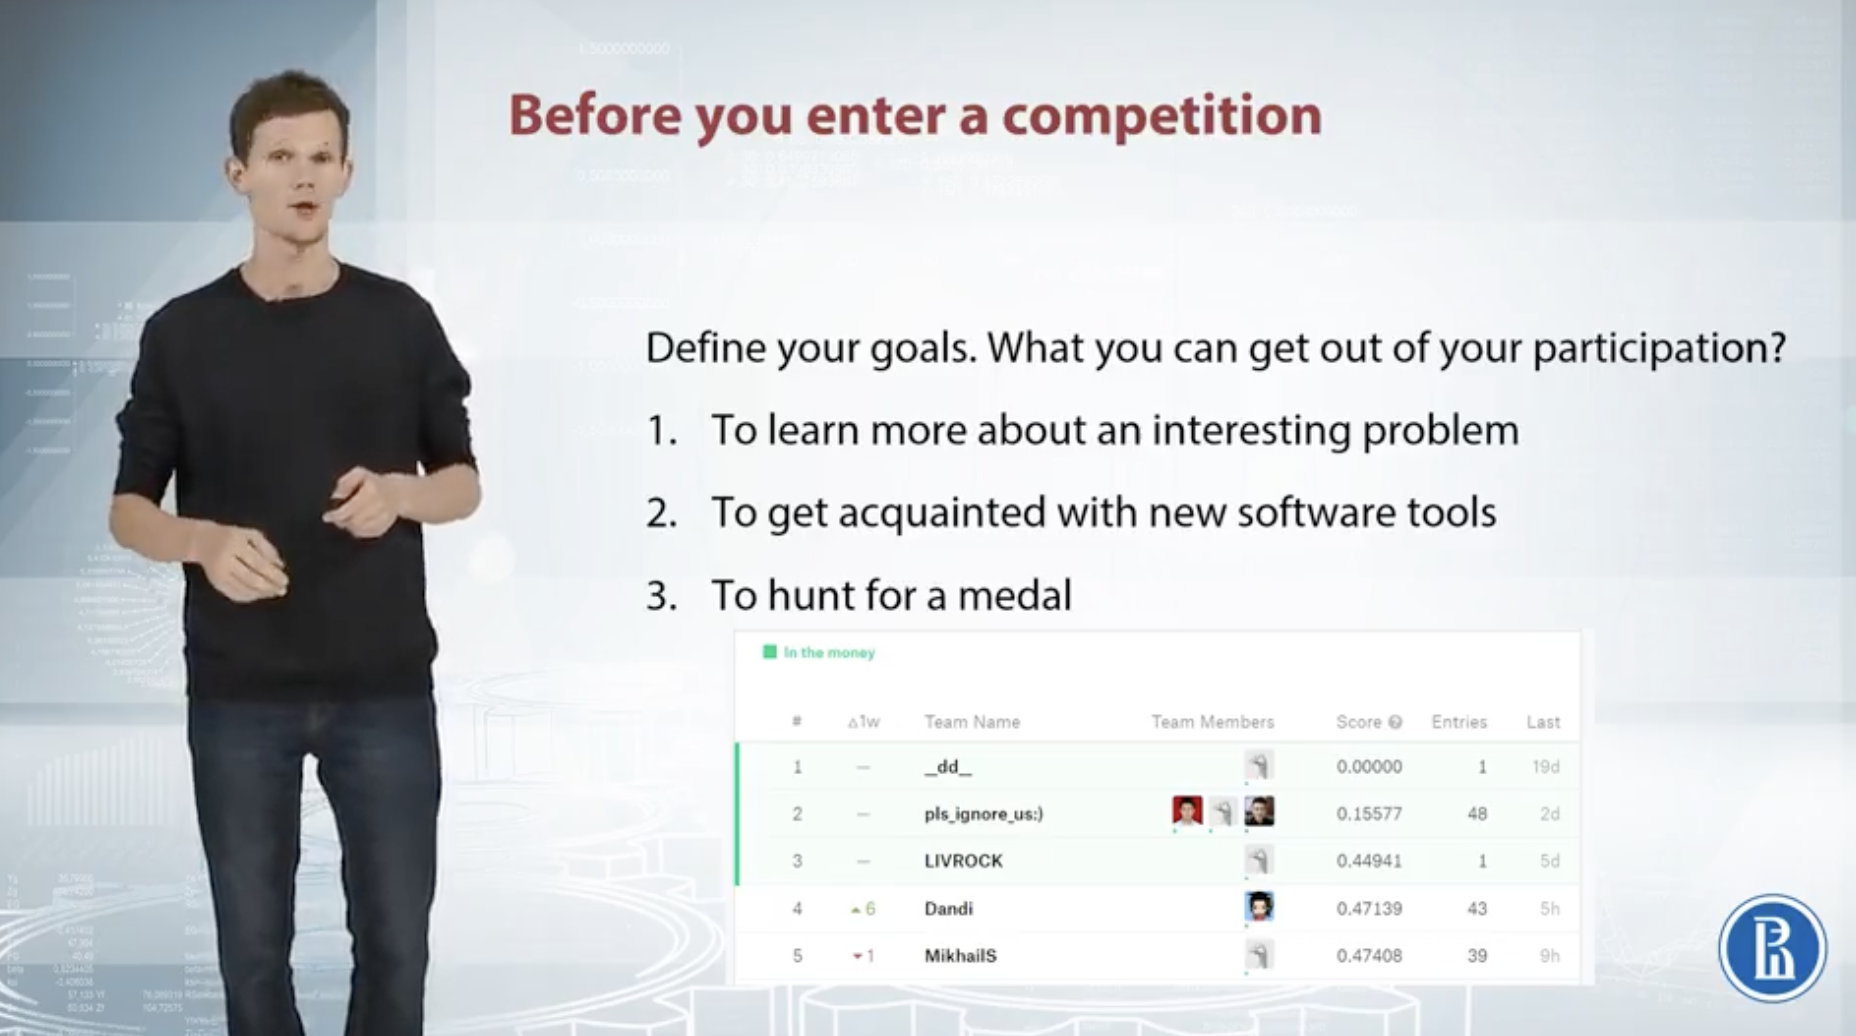 Before you enter a competition
Define your goals. What you can get out of your participation?
1. To learn more about an interesting problem
2. To get acquainted with new software tools
3. To hunt for a medal
In the money
# Δ1w Team Name Team Members Score Entries Last
1 — _dd_ 0.00000 1 19d
2 — pls_ignore_us:) 0.15577 48 2d
3 — LIVROCK 0.44941 1 5d
4 ▲6 Dandi 0.47139 43 5h
5 ▼1 MikhailS 0.47408 39 9h